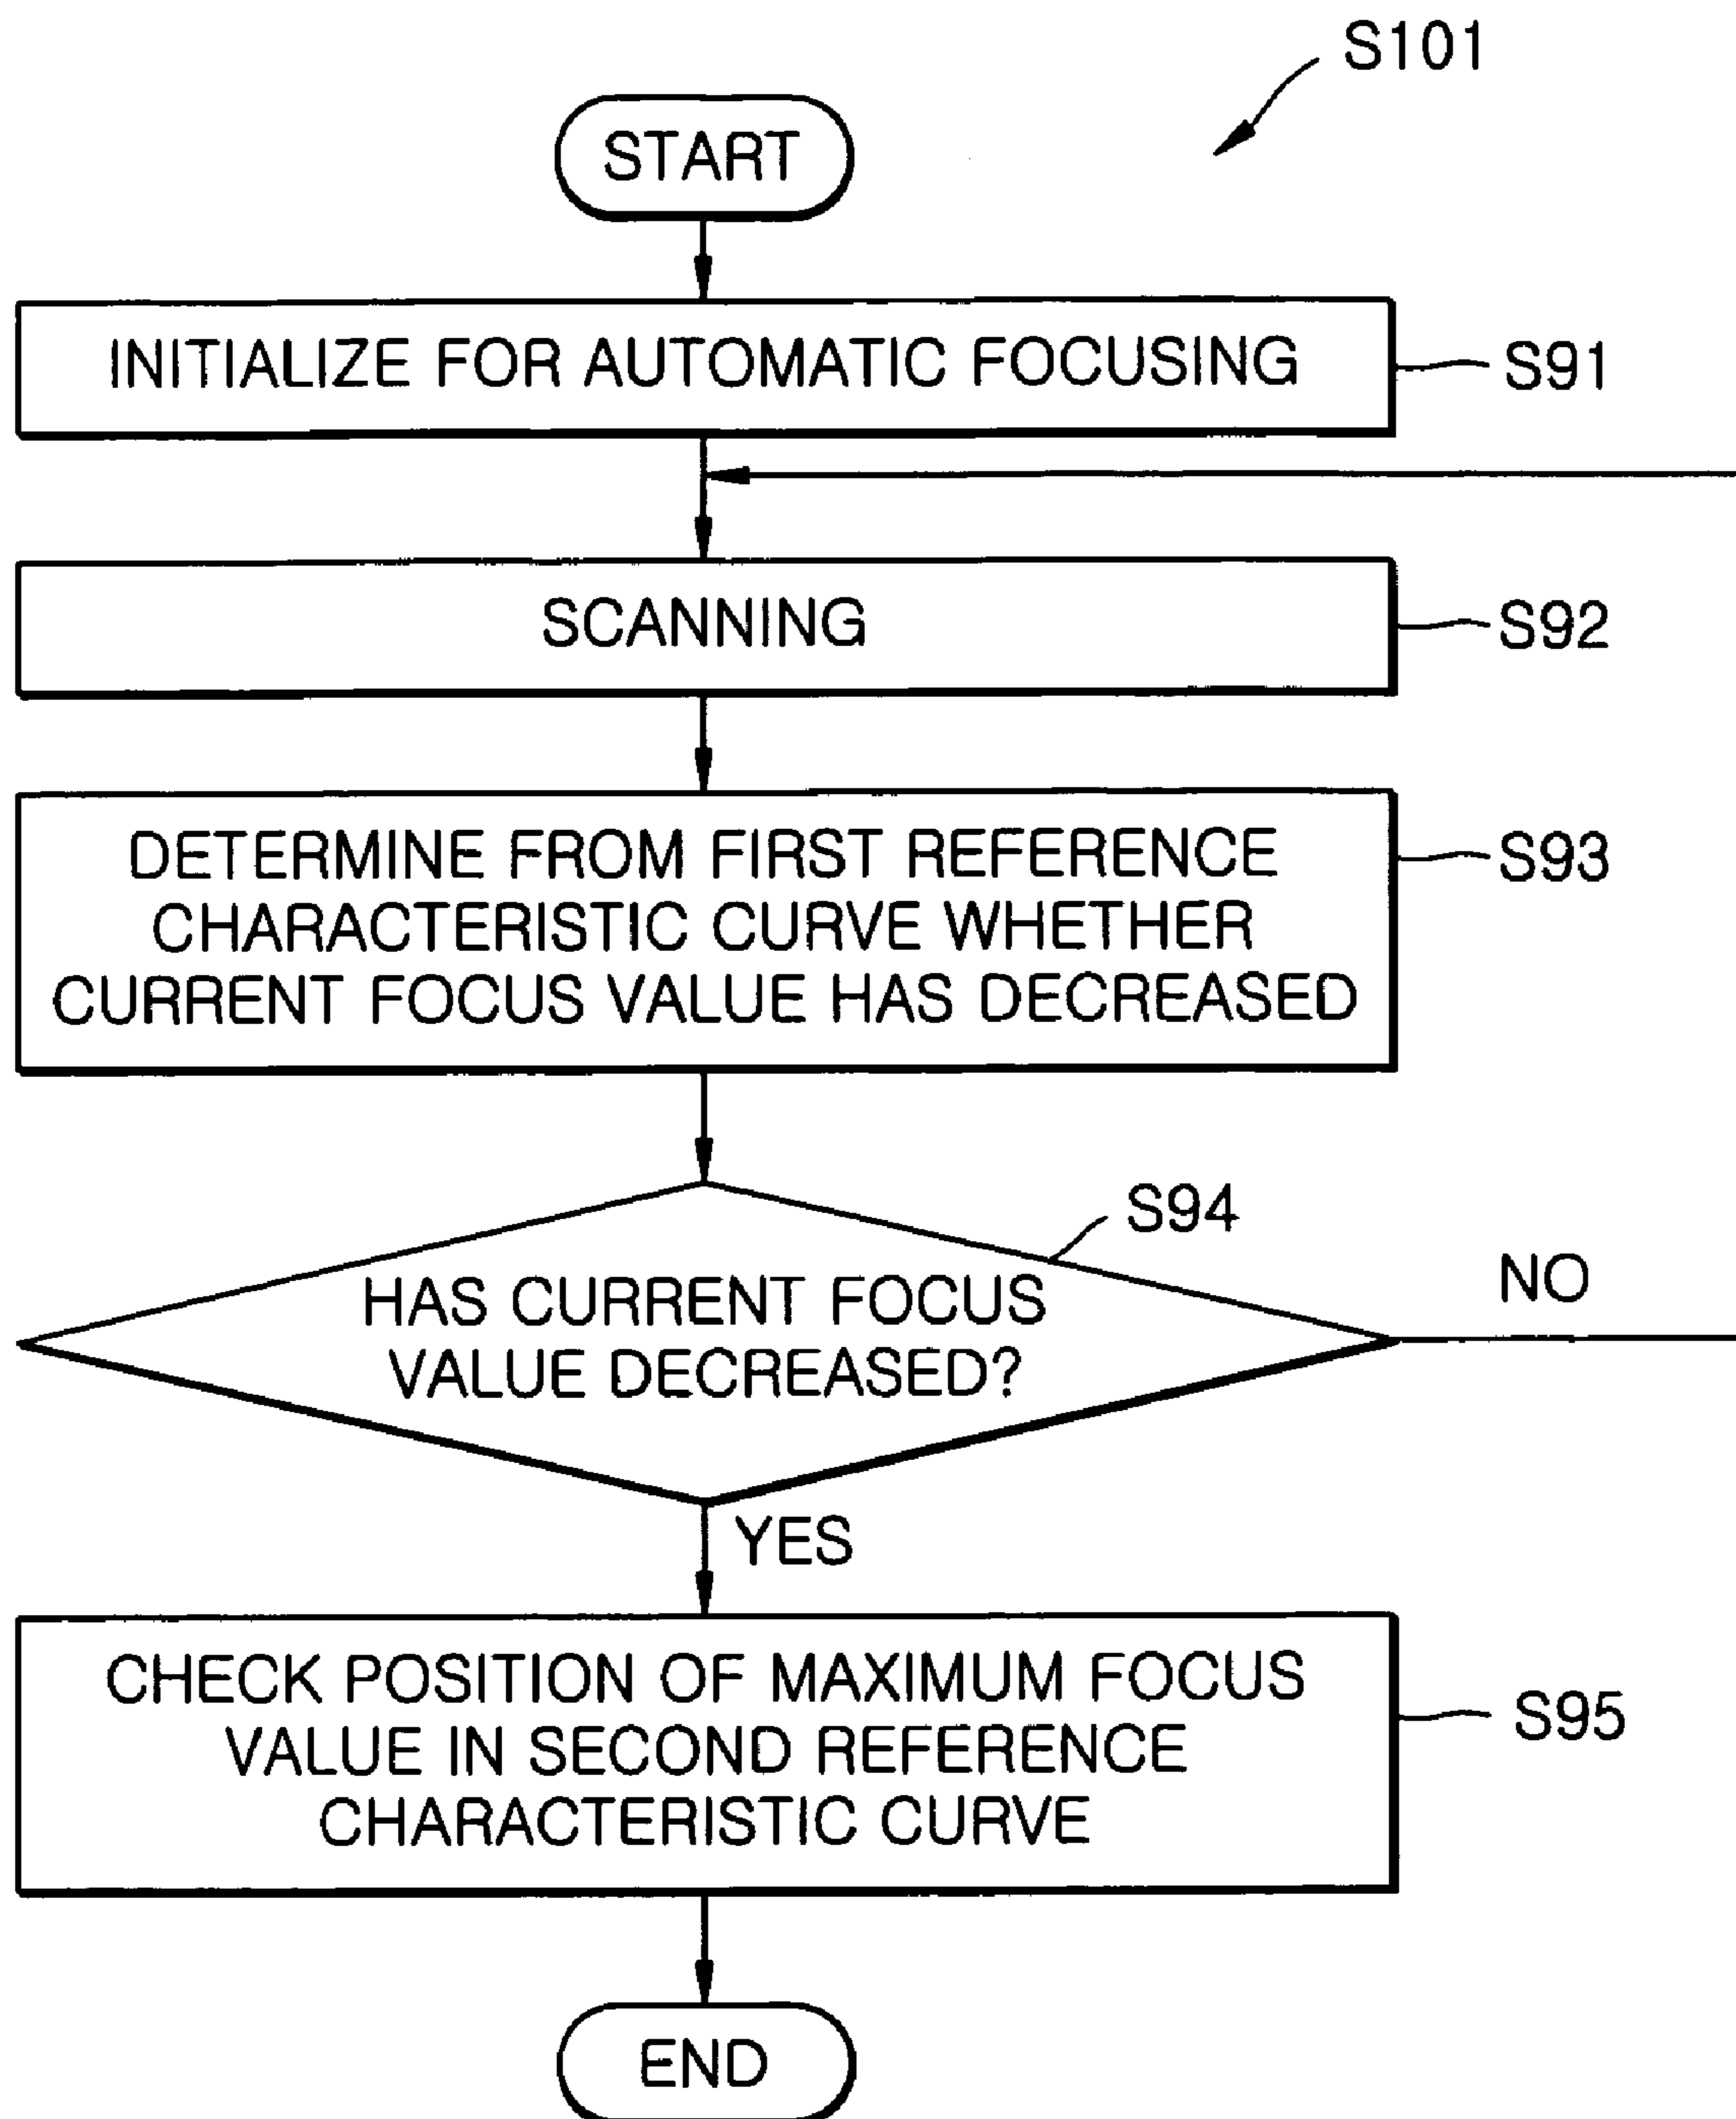 S101
START
INITIALIZE FOR AUTOMATIC FOCUSING
S91
SCANNING
S92
DETERMINE FROM FIRST REFERENCE
CHARACTERISTIC CURVE WHETHER
CURRENT FOCUS VALUE HAS DECREASED
S93
S94
HAS CURRENT FOCUS
VALUE DECREASED?
NO
YES
CHECK POSITION OF MAXIMUM FOCUS
VALUE IN SECOND REFERENCE
CHARACTERISTIC CURVE
S95
END